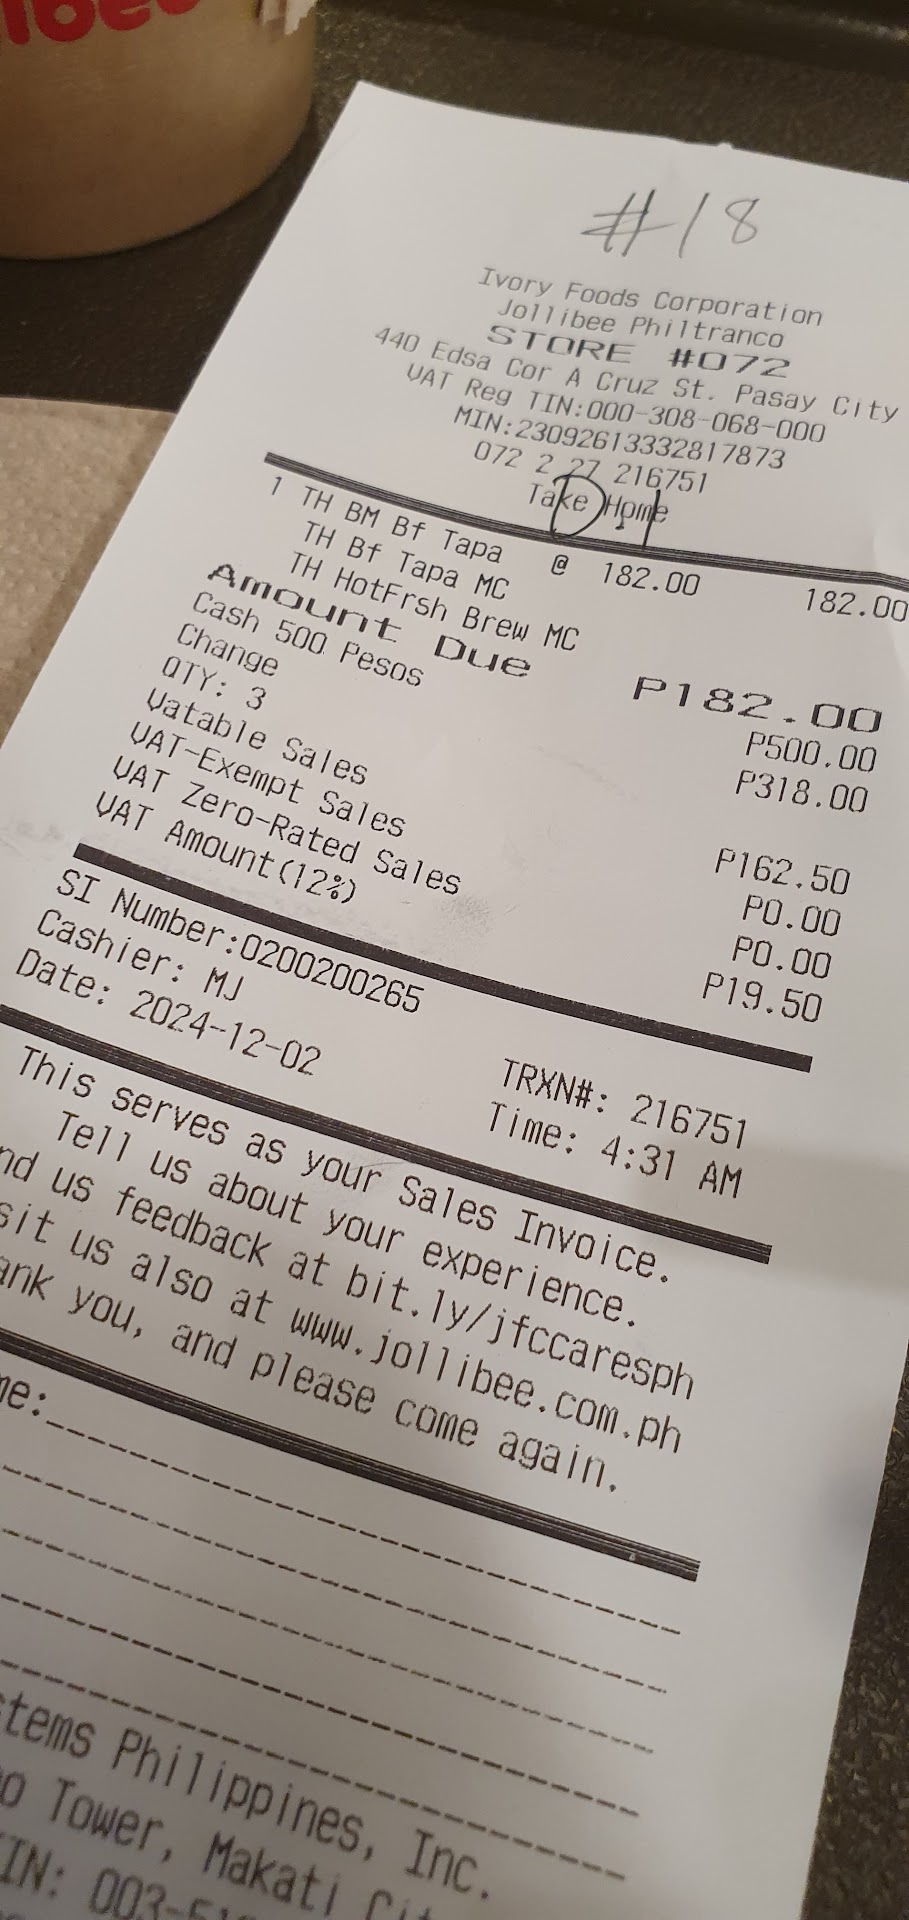 #18
Ivory Foods Corporation
Jollibee Philtranco
STORE #072
440 Edsa Cor A Cruz St. Pasay City
VAT Reg TIN:000-308-068-000
MIN:23092613332817873
072 2 27 216751
Take Home
1 TH BM Bf Tapa @ 182.00 182.00
TH Bf Tapa MC
TH HotFrsh Brew MC
Amount Due P182.00
Cash 500 Pesos P500.00
Change P318.00
QTY: 3
Vatable Sales P162.50
VAT-Exempt Sales P0.00
VAT Zero-Rated Sales P0.00
VAT Amount(12%) P19.50
SI Number:0200200265
Cashier: MJ TRXN#: 216751
Date: 2024-12-02 Time: 4:31 AM
This serves as your Sales Invoice.
Tell us about your experience.
nd us feedback at bit.ly/jfccaresph
sit us also at www.jollibee.com.ph
ank you, and please come again.
me:
stems Philippines, Inc.
o Tower, Makati Cit
IN: 003-51